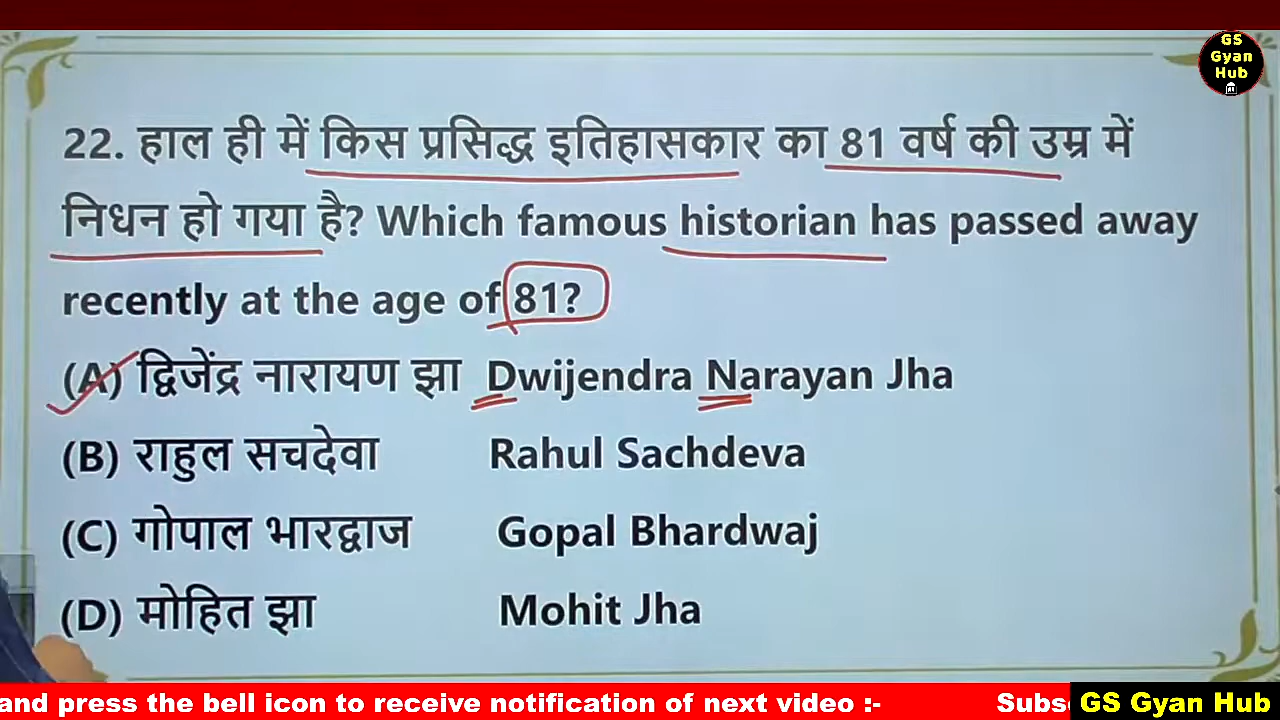 GS
Gyan
Hub
22. हाल ही में किस प्रसिद्ध इतिहासकार का 81 वर्ष की उम्र में
निधन हो गया है? Which famous historian has passed away
recently at the age of 81?
(A) द्विजेंद्र नारायण झा Dwijendra Narayan Jha
(B) राहुल सचदेवा Rahul Sachdeva
(C) गोपाल भारद्वाज Gopal Bhardwaj
(D) मोहित झा Mohit Jha
and press the bell icon to receive notification of next video :- Subs
GS Gyan Hub